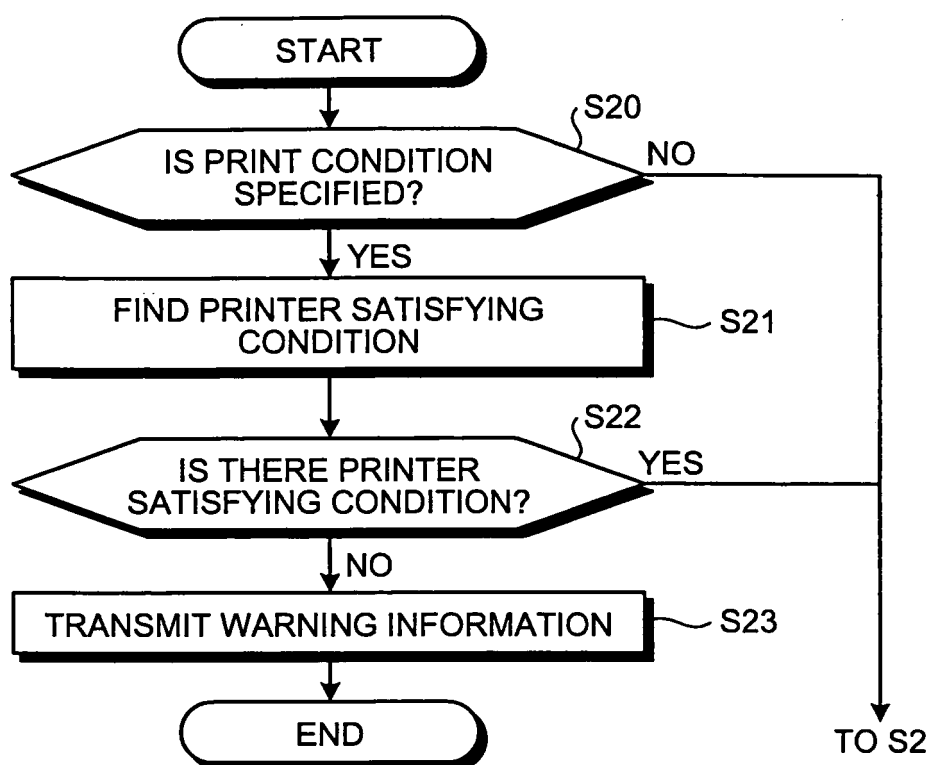 START
S20
IS PRINT CONDITION
SPECIFIED?
NO
YES
FIND PRINTER SATISFYING
CONDITION
S21
S22
IS THERE PRINTER
SATISFYING CONDITION?
YES
NO
TRANSMIT WARNING INFORMATION
S23
END
TO S2